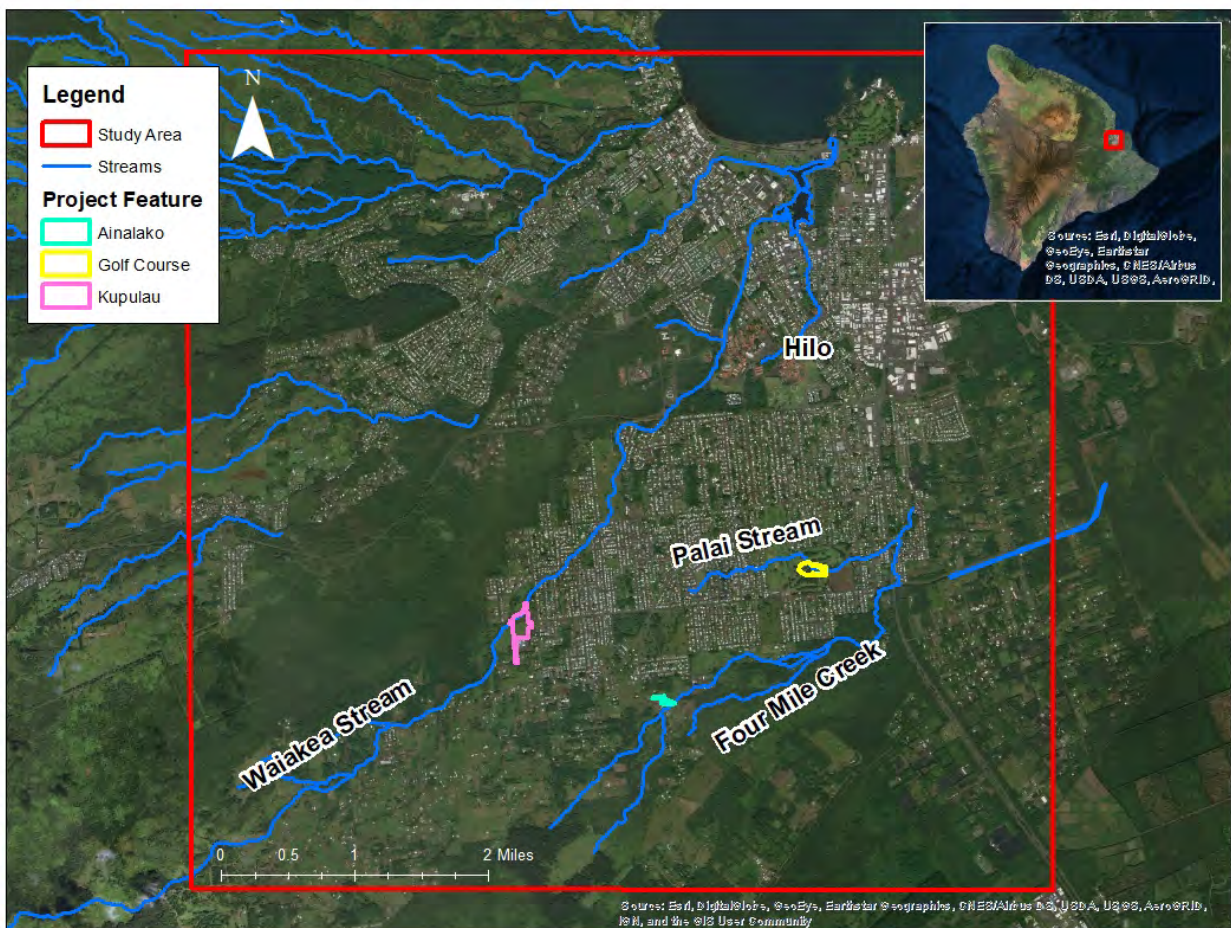 Legend
Study Area
Streams
Project Feature
Ainalako
Golf Course
Kupulau
N
Source: Esri, DigitalGlobe,
GeoEye, Earthstar
Geographics, CNES/Airbus
DS, USDA, USGS, AeroGRID,
Hilo
Palai Stream
Four Mile Creek
Waiakea Stream
0 0.5 1 2 Miles
Source: Esri, DigitalGlobe, GeoEye, Earthstar Geographics, CNES/Airbus DS, USDA, USGS, AeroGRID,
IGN, and the GIS User Community